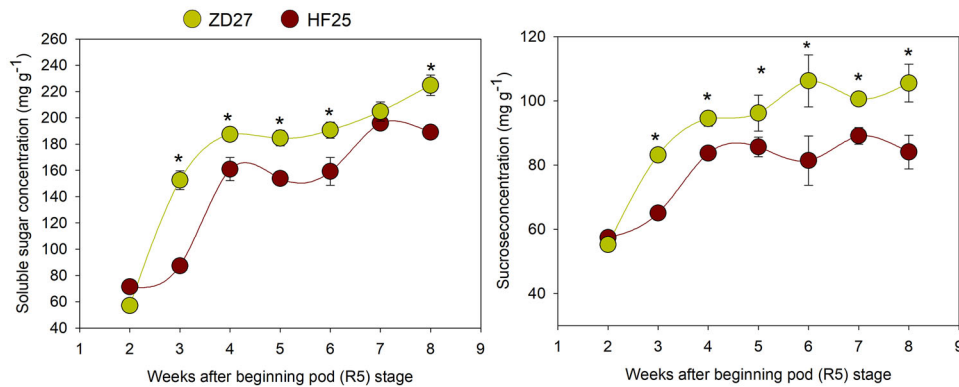 ZD27 HF25
Soluble sugar concentration (mg g-1)
260
240
220
200
180
160
140
120
100
80
60
40
* * * * *
1 2 3 4 5 6 7 8 9
Weeks after beginning pod (R5) stage
Sucroseconcentration (mg g-1)
120
100
80
60
40
* * * * * *
1 2 3 4 5 6 7 8 9
Weeks after beginning pod (R5) stage